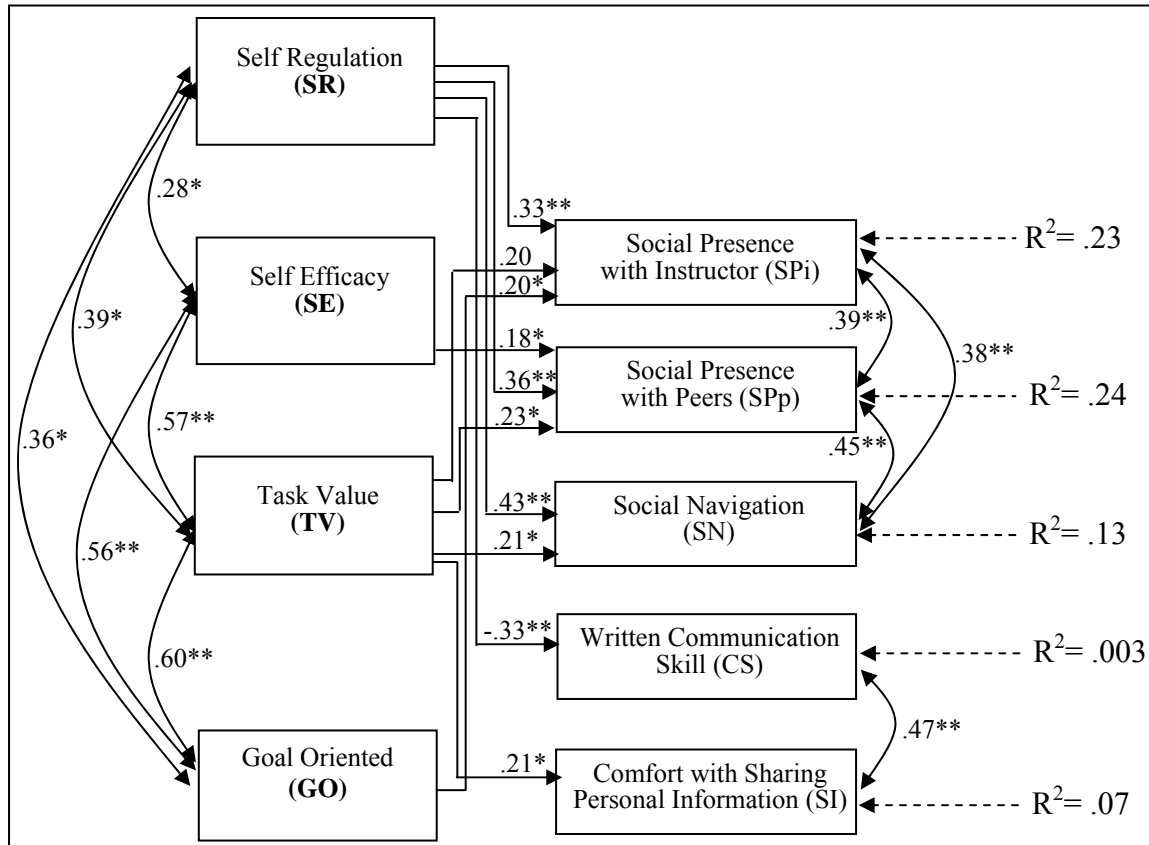 Self Regulation
(SR)
.28*
Self Efficacy
(SE)
.39*
.57**
.36*
Task Value
(TV)
.56**
.60**
Goal Oriented
(GO)
.33**
.20
.20*
.18*
.36**
.23*
.43**
.21*
-.33**
.21*
Social Presence
with Instructor (SPi)
Social Presence
with Peers (SPp)
Social Navigation
(SN)
Written Communication
Skill (CS)
Comfort with Sharing
Personal Information (SI)
.39**
.38**
.45**
.47**
R²= .23
R²= .24
R²= .13
R²= .003
R²= .07